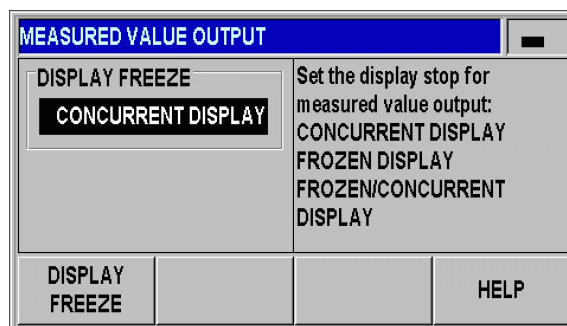 MEASURED VALUE OUTPUT
DISPLAY FREEZE
CONCURRENT DISPLAY
Set the display stop for
measured value output:
CONCURRENT DISPLAY
FROZEN DISPLAY
FROZEN/CONCURRENT
DISPLAY
DISPLAY
FREEZE
HELP